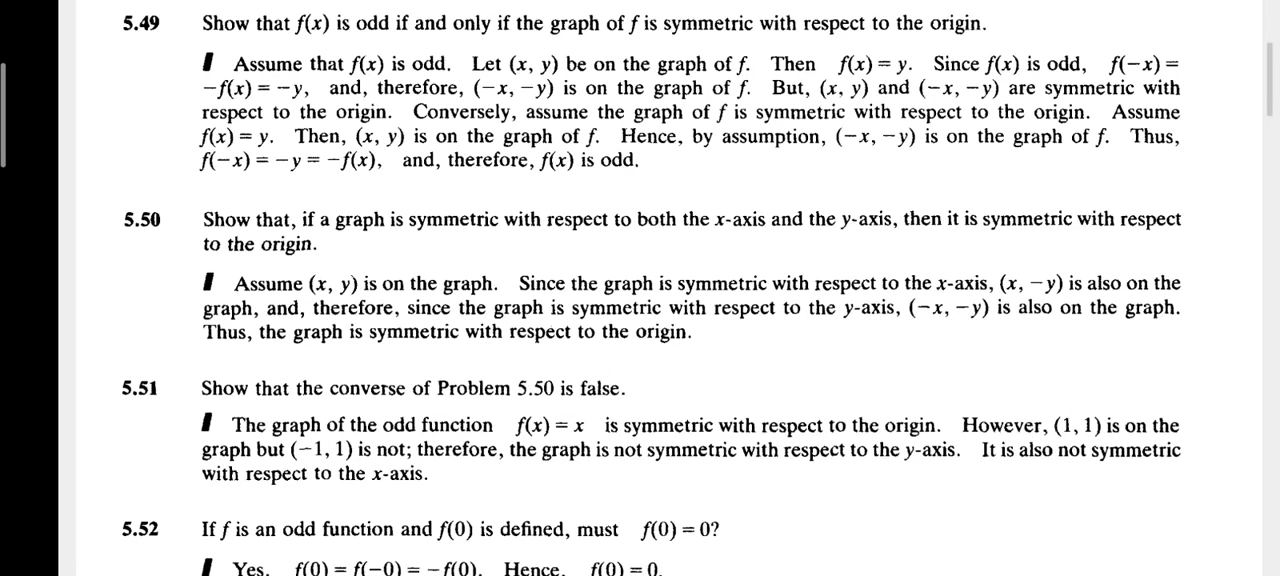 5.49 Show that f(x) is odd if and only if the graph of f is symmetric with respect to the origin.
Assume that f(x) is odd. Let (x, y) be on the graph of f. Then f(x) = y. Since f(x) is odd, f(−x) =
−f(x) = −y, and, therefore, (−x, −y) is on the graph of f. But, (x, y) and (−x, −y) are symmetric with
respect to the origin. Conversely, assume the graph of f is symmetric with respect to the origin. Assume
f(x) = y. Then, (x, y) is on the graph of f. Hence, by assumption, (−x, −y) is on the graph of f. Thus,
f(−x) = −y = −f(x), and, therefore, f(x) is odd.
5.50 Show that, if a graph is symmetric with respect to both the x-axis and the y-axis, then it is symmetric with respect
to the origin.
Assume (x, y) is on the graph. Since the graph is symmetric with respect to the x-axis, (x, −y) is also on the
graph, and, therefore, since the graph is symmetric with respect to the y-axis, (−x, −y) is also on the graph.
Thus, the graph is symmetric with respect to the origin.
5.51 Show that the converse of Problem 5.50 is false.
The graph of the odd function f(x) = x is symmetric with respect to the origin. However, (1, 1) is on the
graph but (−1, 1) is not; therefore, the graph is not symmetric with respect to the y-axis. It is also not symmetric
with respect to the x-axis.
5.52 If f is an odd function and f(0) is defined, must f(0) = 0?
Yes. f(0) = f(−0) = −f(0). Hence, f(0) = 0.